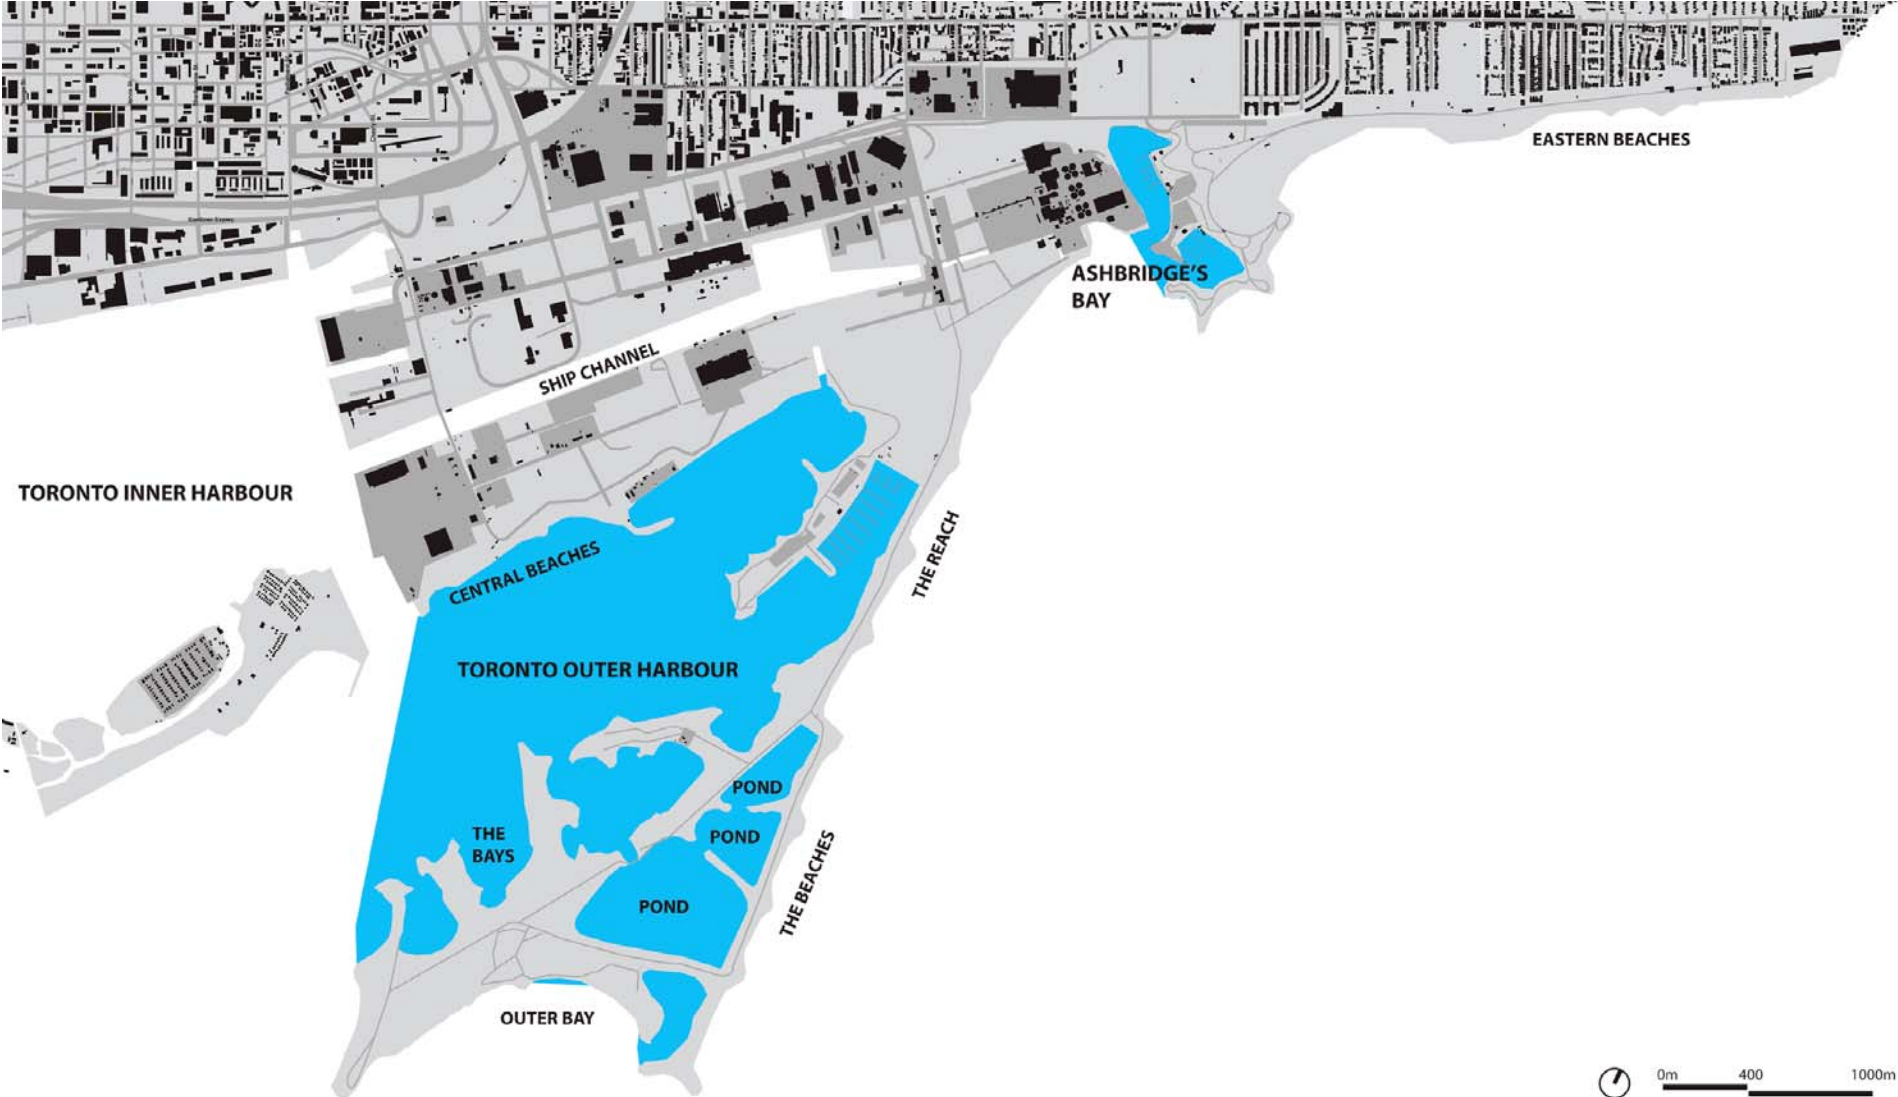 EASTERN BEACHES
ASHBRIDGE'S
BAY
SHIP CHANNEL
TORONTO INNER HARBOUR
CENTRAL BEACHES
THE REACH
TORONTO OUTER HARBOUR
POND
POND
THE
BAYS
POND
THE BEACHES
OUTER BAY
0m 400 1000m